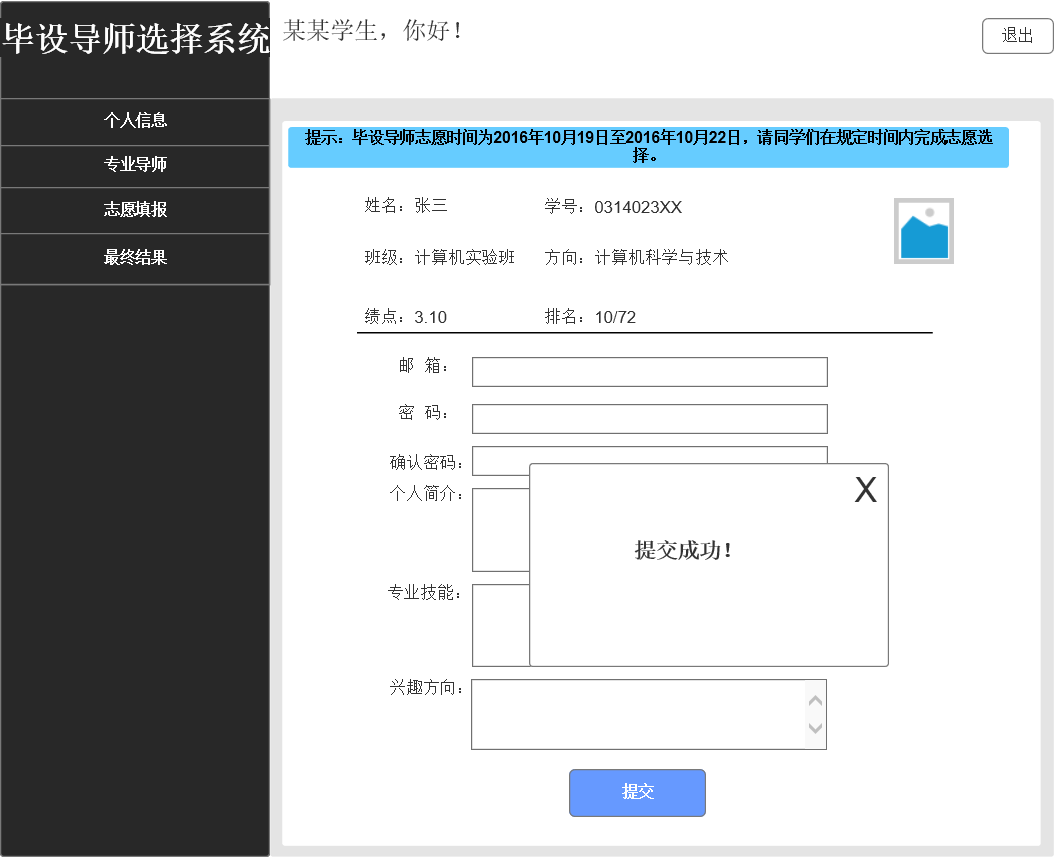 毕设导师选择系统
某某学生，你好！
退出
个人信息
专业导师
志愿填报
最终结果
提示：毕设导师志愿时间为2016年10月19日至2016年10月22日，请同学们在规定时间内完成志愿选
择。
姓名：张三 学号：0314023XX
班级：计算机实验班 方向：计算机科学与技术
绩点：3.10 排名：10/72
邮 箱：
密 码：
确认密码：
个人简介：
X
提交成功！
专业技能：
兴趣方向：
提交